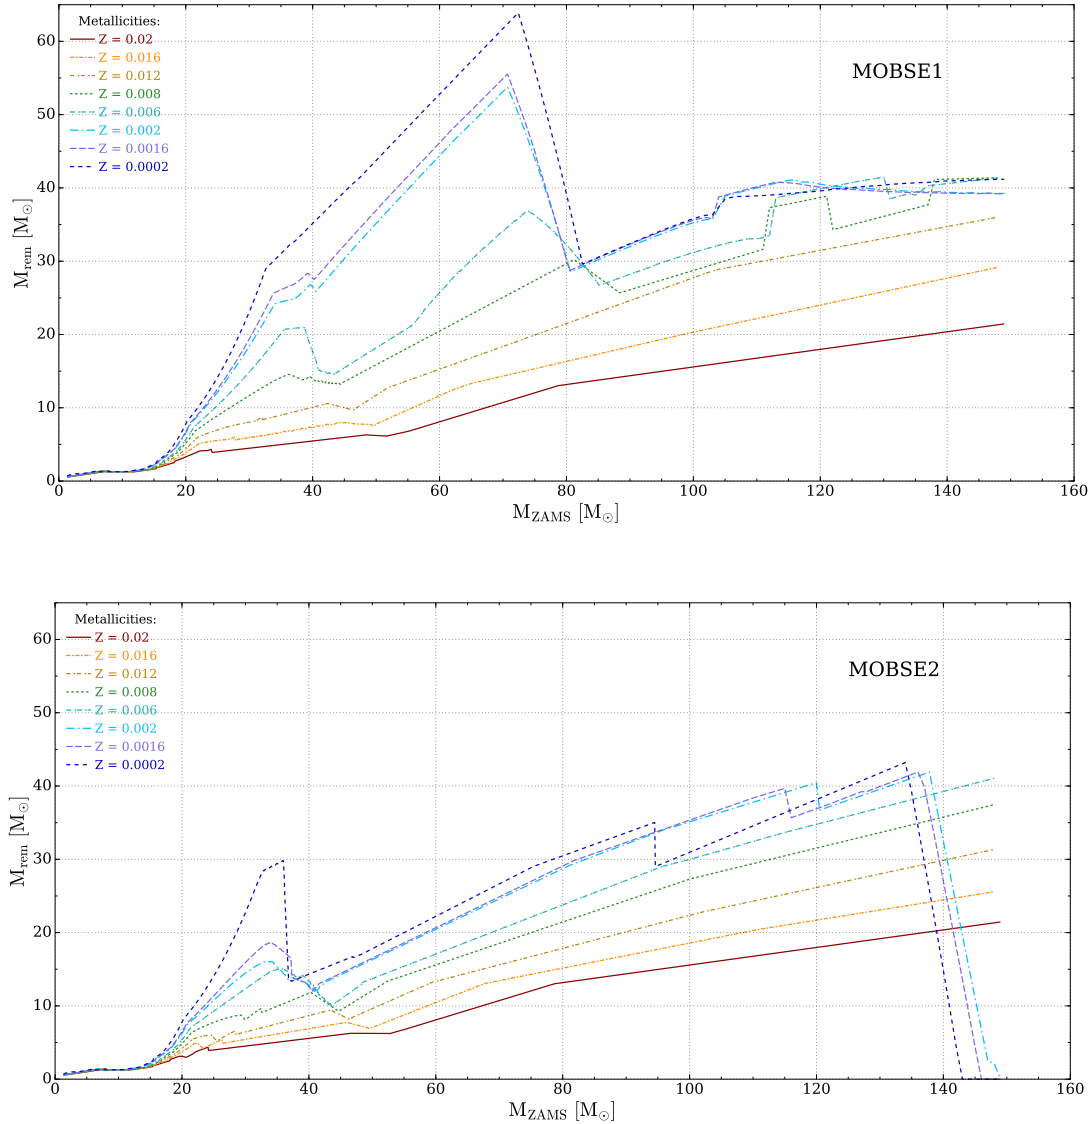 60
50
40
30
20
10
0
M_rem [M_⊙]
Metallicities:
Z = 0.02
Z = 0.016
Z = 0.012
Z = 0.008
Z = 0.006
Z = 0.002
Z = 0.0016
Z = 0.0002
MOBSE1
0 20 40 60 80 100 120 140 160
M_ZAMS [M_⊙]
60
50
40
30
20
10
0
M_rem [M_⊙]
Metallicities:
Z = 0.02
Z = 0.016
Z = 0.012
Z = 0.008
Z = 0.006
Z = 0.002
Z = 0.0016
Z = 0.0002
MOBSE2
0 20 40 60 80 100 120 140 160
M_ZAMS [M_⊙]